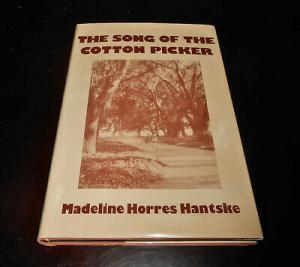 THE SONG OF THE
COTTON PICKER
Madeline Horres Hantske